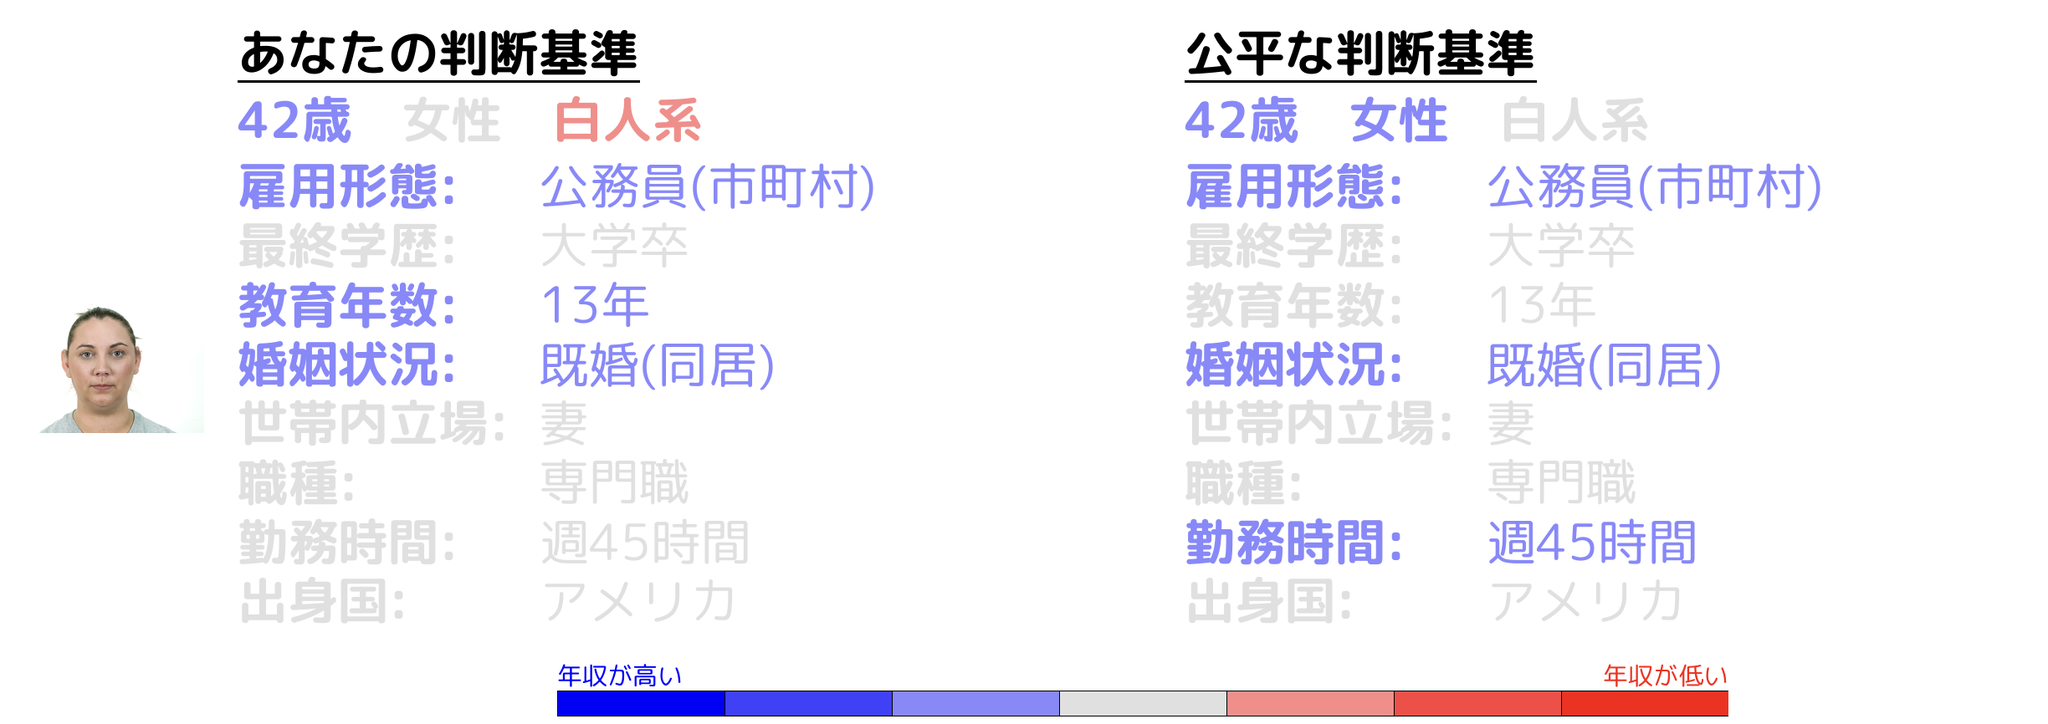 あなたの判断基準
42歳 女性 白人系
雇用形態: 公務員(市町村)
最終学歴: 大学卒
教育年数: 13年
婚姻状況: 既婚(同居)
世帯内立場: 妻
職種: 専門職
勤務時間: 週45時間
出身国: アメリカ
公平な判断基準
42歳 女性 白人系
雇用形態: 公務員(市町村)
最終学歴: 大学卒
教育年数: 13年
婚姻状況: 既婚(同居)
世帯内立場: 妻
職種: 専門職
勤務時間: 週45時間
出身国: アメリカ
年収が高い
年収が低い